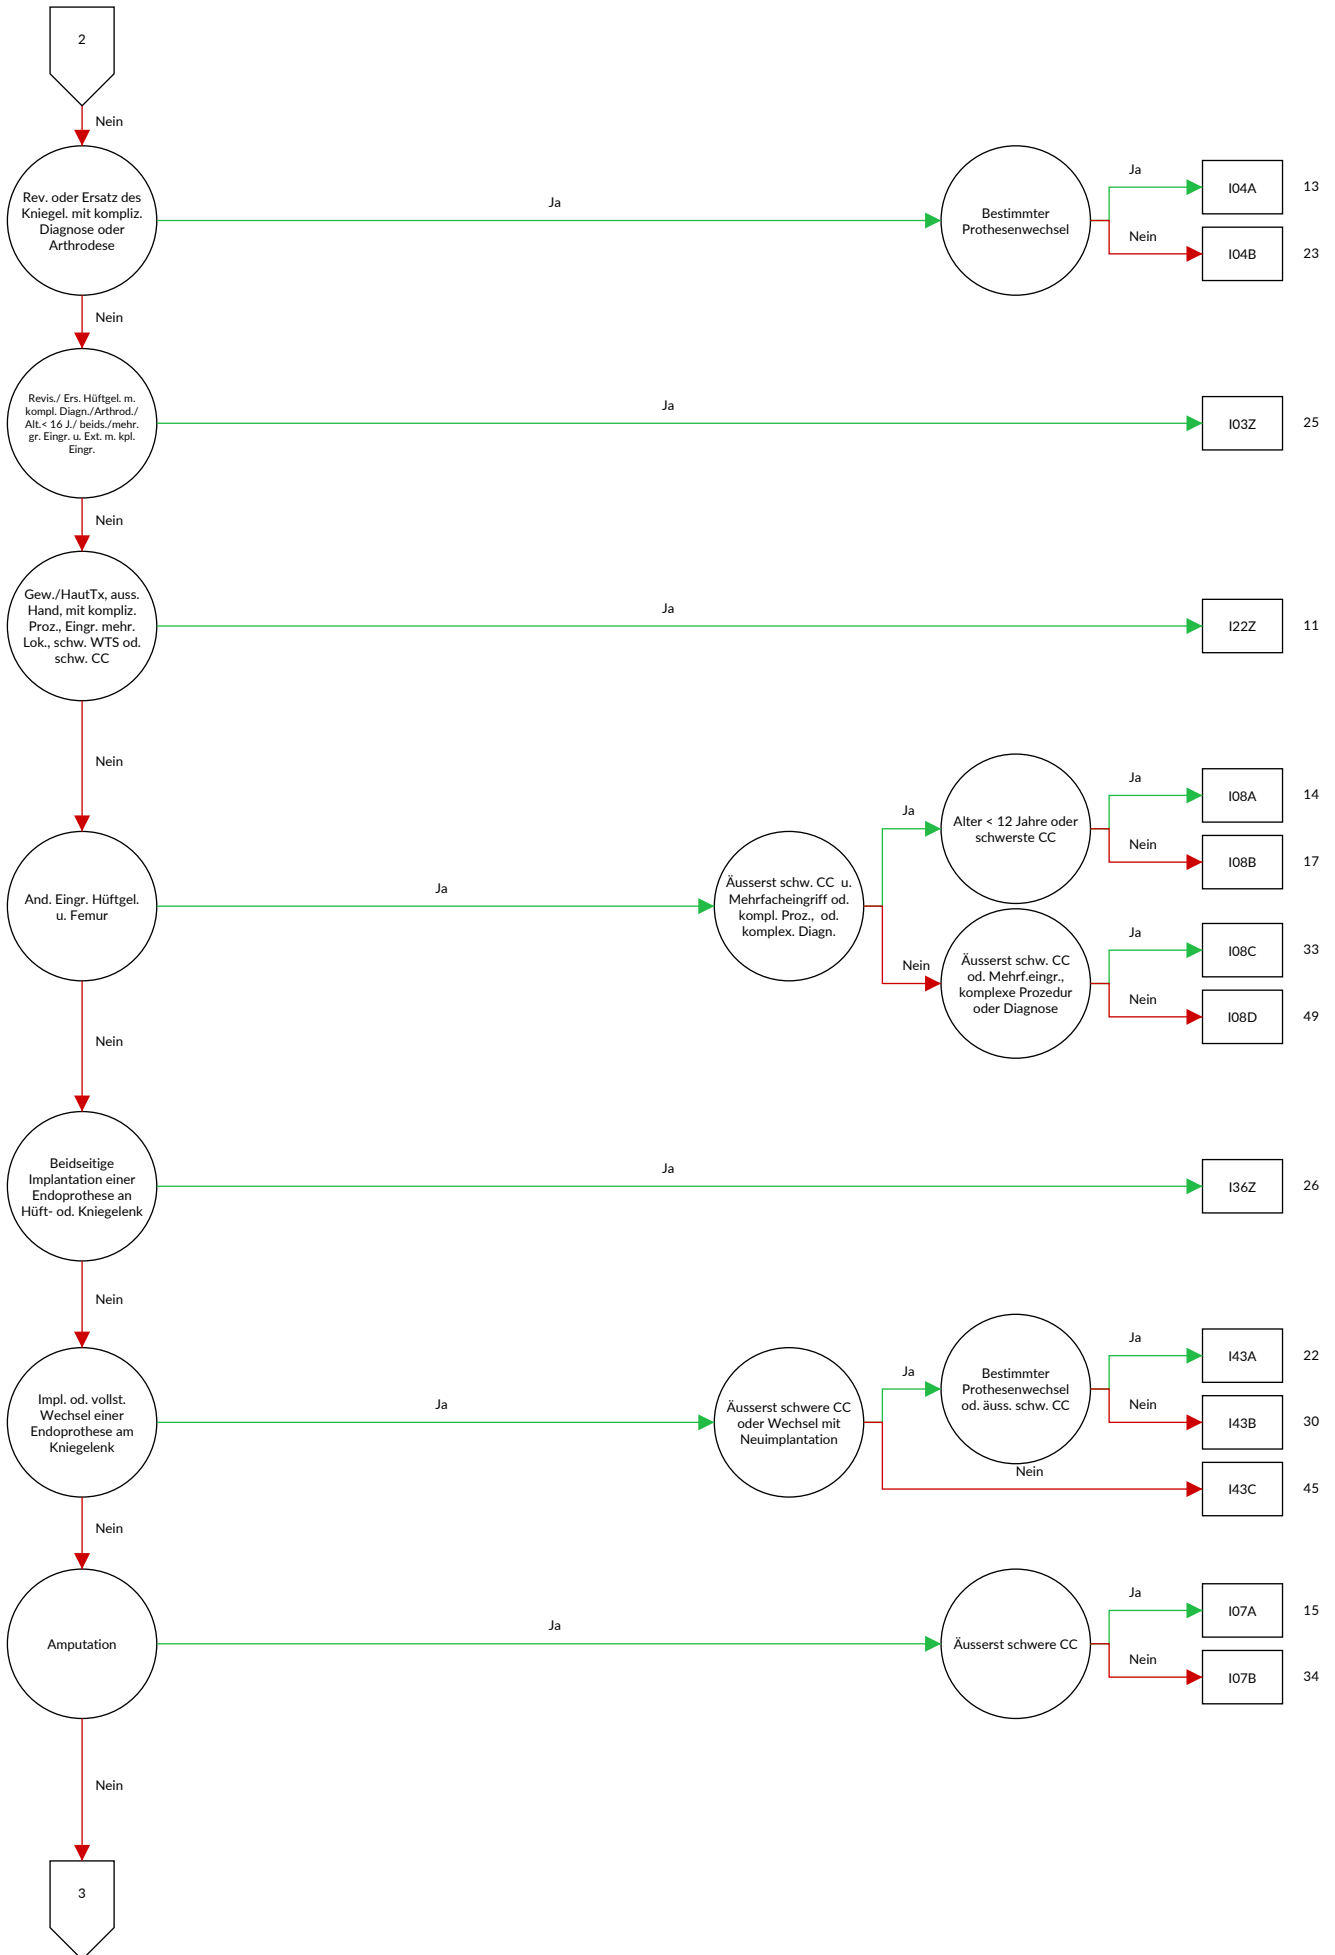 2
Nein
Rev. oder Ersatz des
Kniegel. mit kompliz.
Diagnose oder
Arthrodese
Ja
Bestimmter
Prothesenwechsel
Ja
I04A
13
Nein
I04B
23
Nein
Revis./ Ers. Hüftgel. m.
kompl. Diagn./Arthrod./
Alt.< 16 J./ beids./mehr.
gr. Eingr. u. Ext. m. kpl.
Eingr.
Ja
I03Z
25
Nein
Gew./HautTx, auss.
Hand, mit kompliz.
Proz., Eingr. mehr.
Lok., schw. WTS od.
schw. CC
Ja
I22Z
11
Nein
And. Eingr. Hüftgel.
u. Femur
Ja
Äusserst schw. CC  u.
Mehrfacheingriff od.
kompl. Proz.,  od.
komplex. Diagn.
Ja
Alter < 12 Jahre oder
schwerste CC
Ja
I08A
14
Nein
I08B
17
Nein
Äusserst schw. CC
od. Mehrf.eingr.,
komplexe Prozedur
oder Diagnose
Ja
I08C
33
Nein
I08D
49
Nein
Beidseitige
Implantation einer
Endoprothese an
Hüft- od. Kniegelenk
Ja
I36Z
26
Nein
Impl. od. vollst.
Wechsel einer
Endoprothese am
Kniegelenk
Ja
Äusserst schwere CC
oder Wechsel mit
Neuimplantation
Ja
Bestimmter
Prothesenwechsel
od. äuss. schw. CC
Ja
I43A
22
Nein
I43B
30
Nein
I43C
45
Nein
Amputation
Ja
Äusserst schwere CC
Ja
I07A
15
Nein
I07B
34
Nein
3